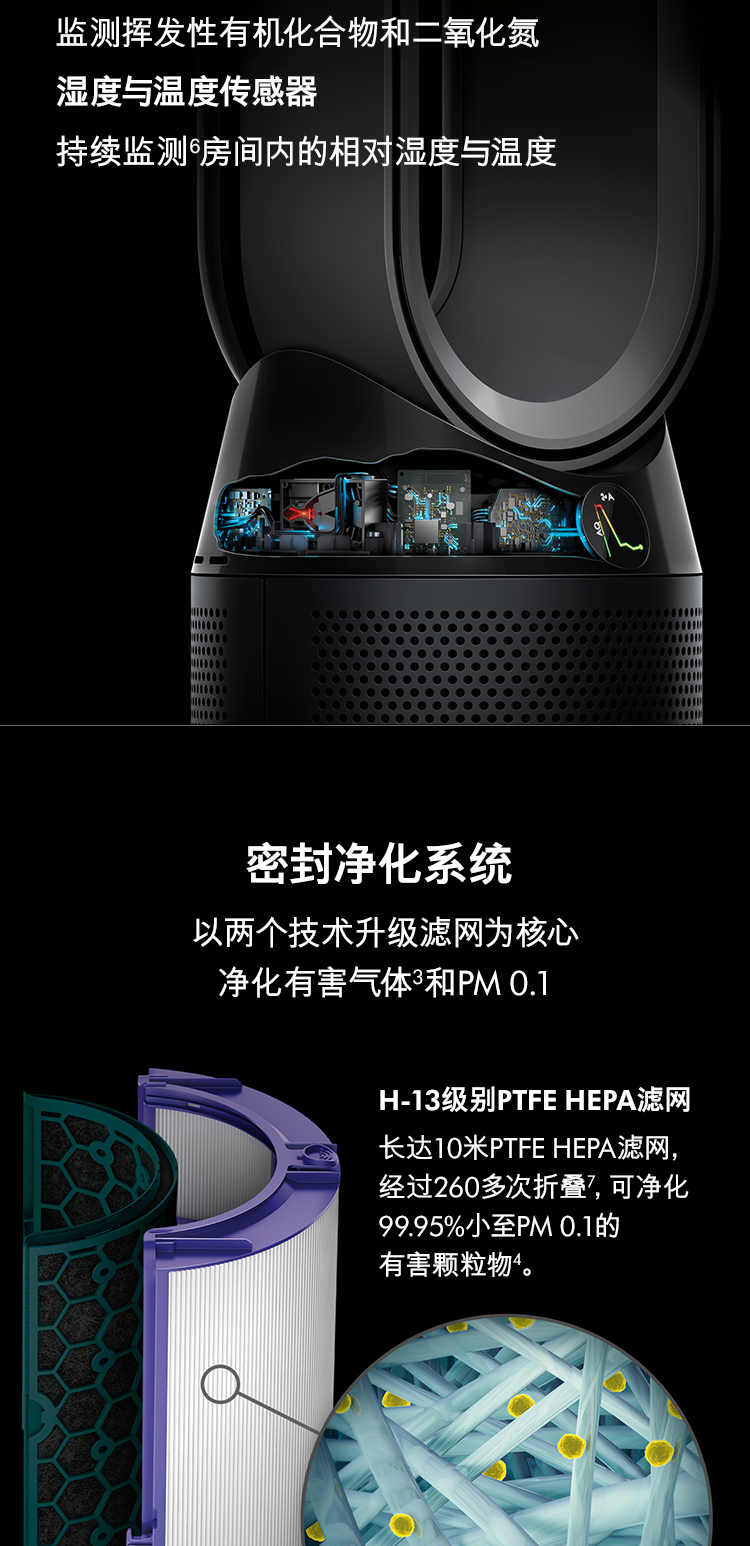 监测挥发性有机化合物和二氧化氮
湿度与温度传感器
持续监测6房间内的相对湿度与温度
A
AQ
密封净化系统
以两个技术升级滤网为核心
净化有害气体3和PM 0.1
H-13级别PTFE HEPA滤网
长达10米PTFE HEPA滤网，
经过260多次折叠7, 可净化
99.95%小至PM 0.1的
有害颗粒物4。